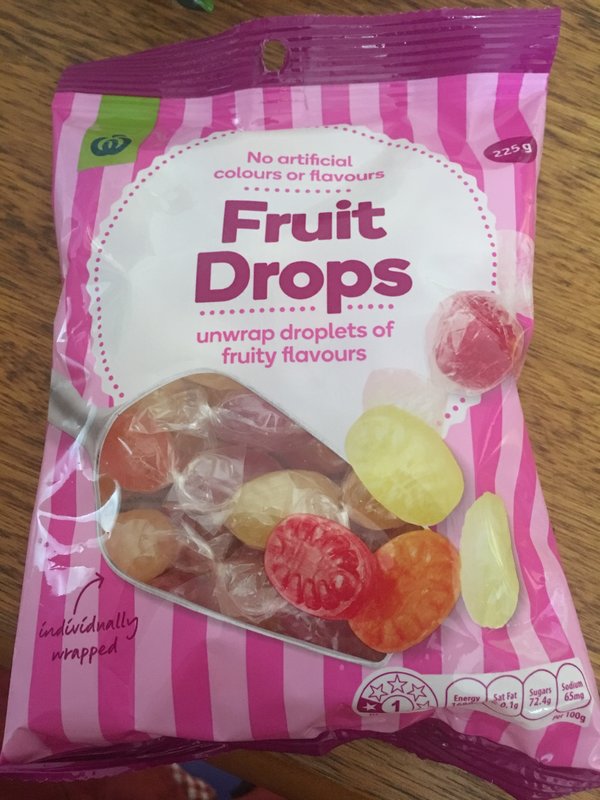 225g
No artificial
colours or flavours
Fruit
Drops
unwrap droplets of
fruity flavours
individually
wrapped
1
Energy
Sat Fat
0.1g
Sugars
72.4g
Sodium
65mg
Per 100g